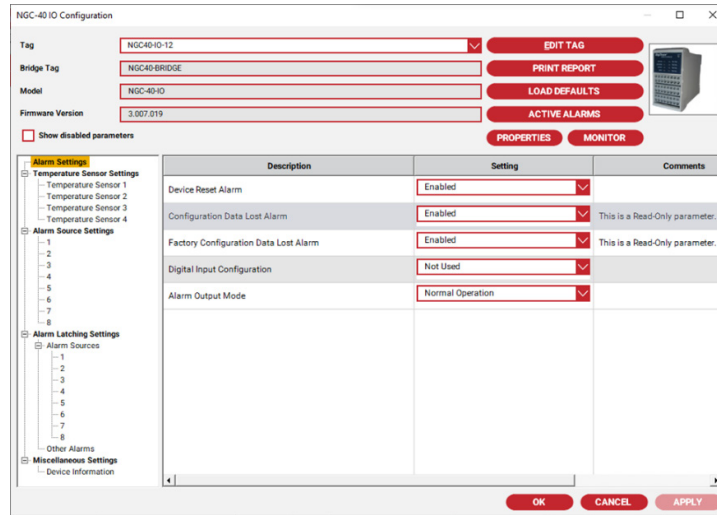 NGC-40 IO Configuration
Tag NGC40-IO-12 EDIT TAG
Bridge Tag NGC40-BRIDGE PRINT REPORT
Model NGC-40-IO LOAD DEFAULTS
Firmware Version 3.007.019 ACTIVE ALARMS
Show disabled parameters PROPERTIES MONITOR
Alarm Settings
Temperature Sensor Settings
Temperature Sensor 1
Temperature Sensor 2
Temperature Sensor 3
Temperature Sensor 4
Alarm Source Settings
1
2
3
4
5
6
7
8
Alarm Latching Settings
Alarm Sources
1
2
3
4
5
6
7
8
Other Alarms
Miscellaneous Settings
Device Information
Description Setting Comments
Device Reset Alarm Enabled
Configuration Data Lost Alarm Enabled This is a Read-Only parameter.
Factory Configuration Data Lost Alarm Enabled This is a Read-Only parameter.
Digital Input Configuration Not Used
Alarm Output Mode Normal Operation
OK CANCEL APPLY